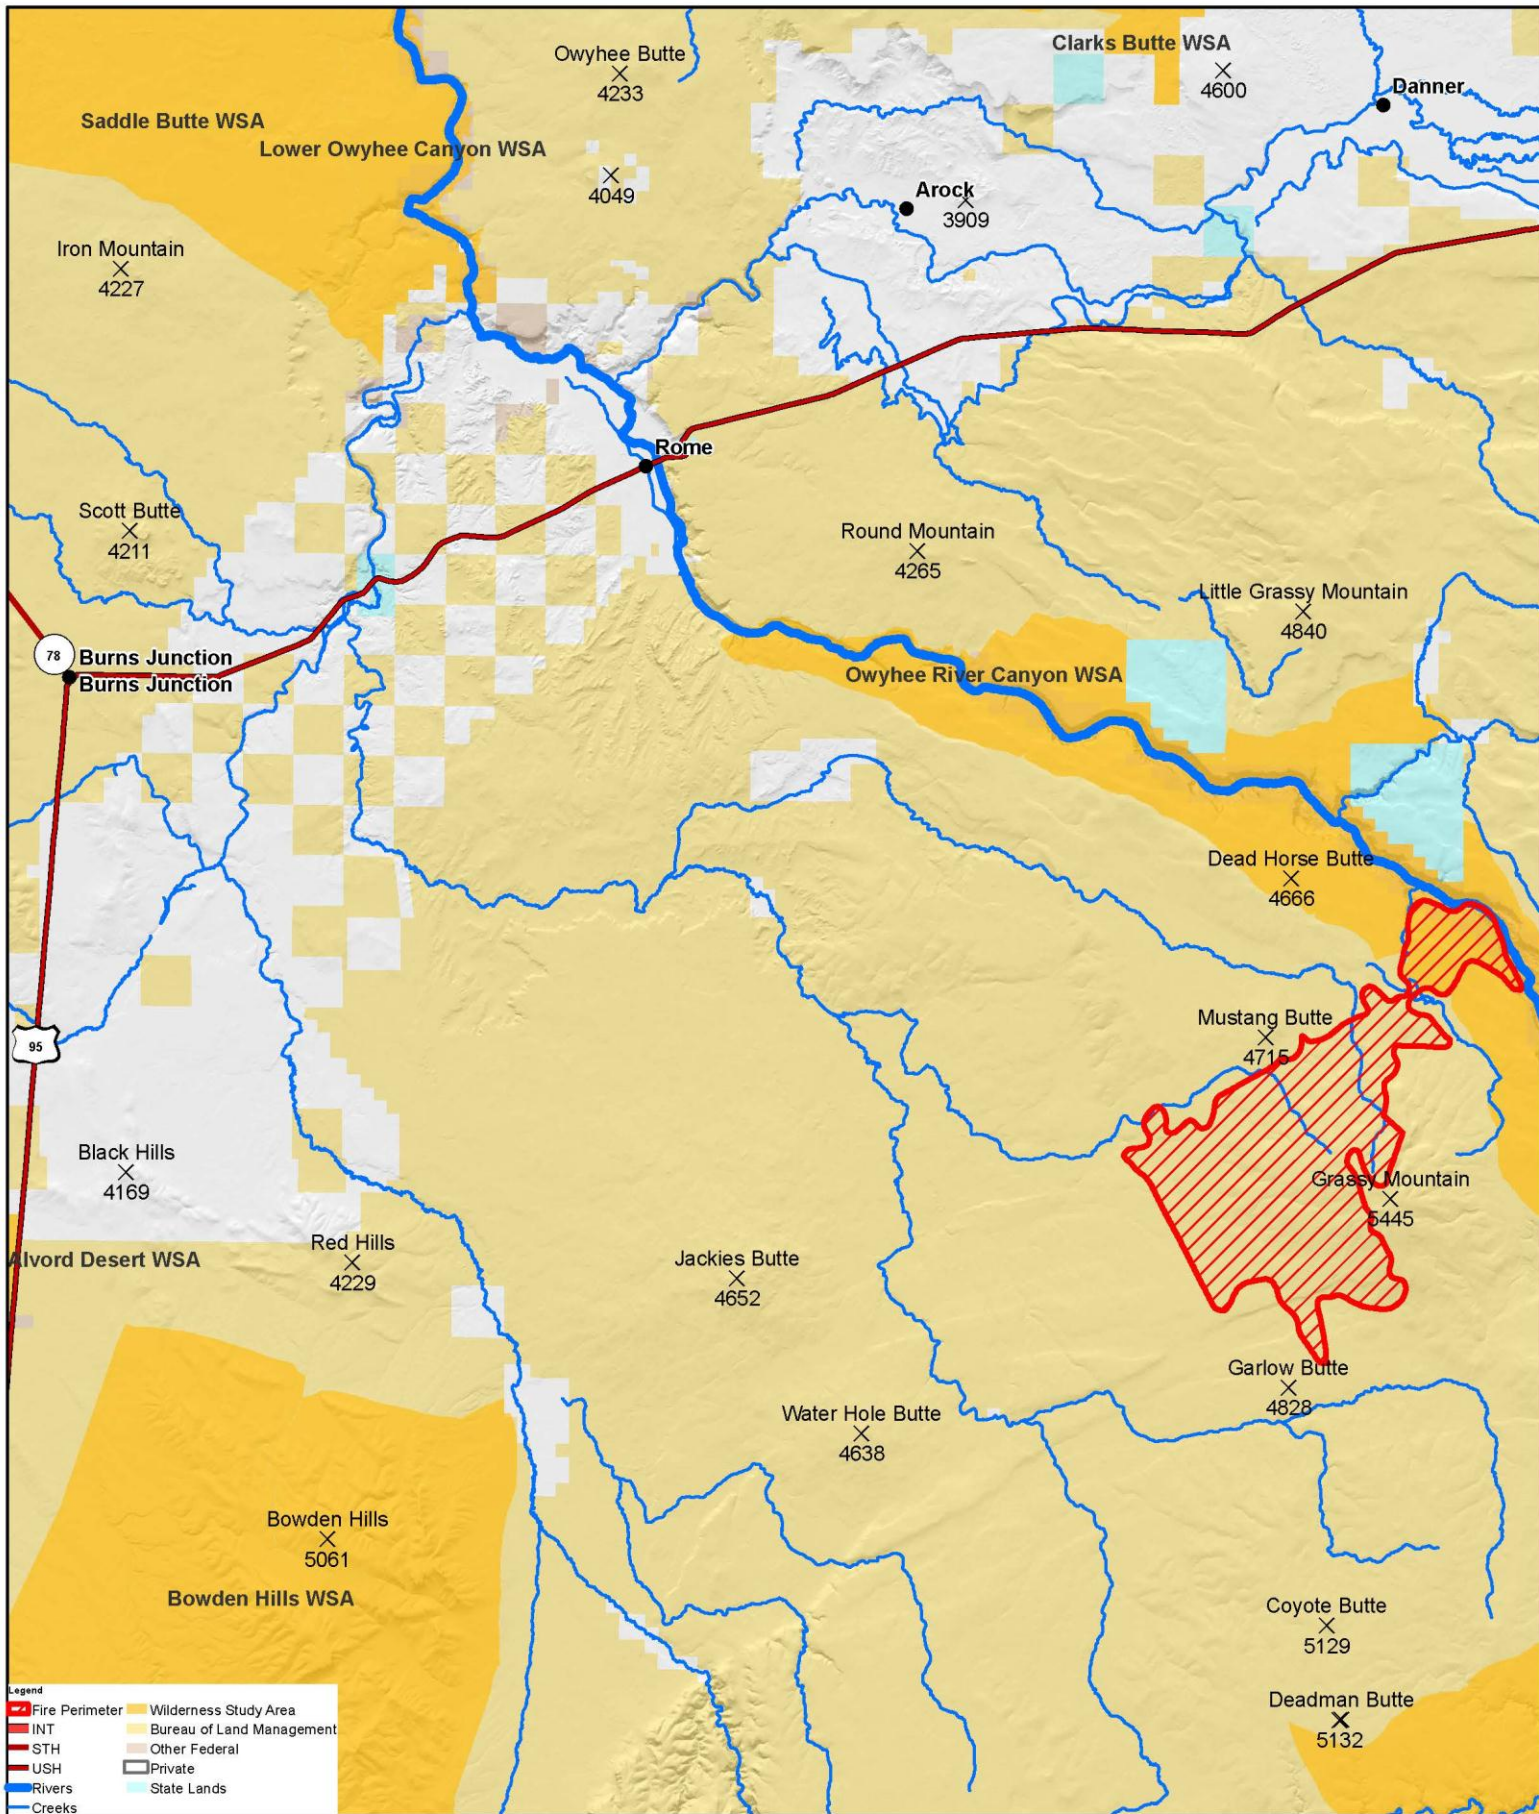 Owyhee Butte
4233
Clarks Butte WSA
4600
Danner
Saddle Butte WSA
Lower Owyhee Canyon WSA
4049
Arock
3909
Iron Mountain
4227
Rome
Scott Butte
4211
Round Mountain
4265
Little Grassy Mountain
4840
78
Burns Junction
Burns Junction
Owyhee River Canyon WSA
Dead Horse Butte
4666
Mustang Butte
4715
95
Black Hills
4169
Grassy Mountain
5445
Alvord Desert WSA
Red Hills
4229
Jackies Butte
4652
Garlow Butte
4828
Water Hole Butte
4638
Bowden Hills
5061
Bowden Hills WSA
Coyote Butte
5129
Deadman Butte
5132
Legend
Fire Perimeter
INT
STH
USH
Rivers
Creeks
Wilderness Study Area
Bureau of Land Management
Other Federal
Private
State Lands